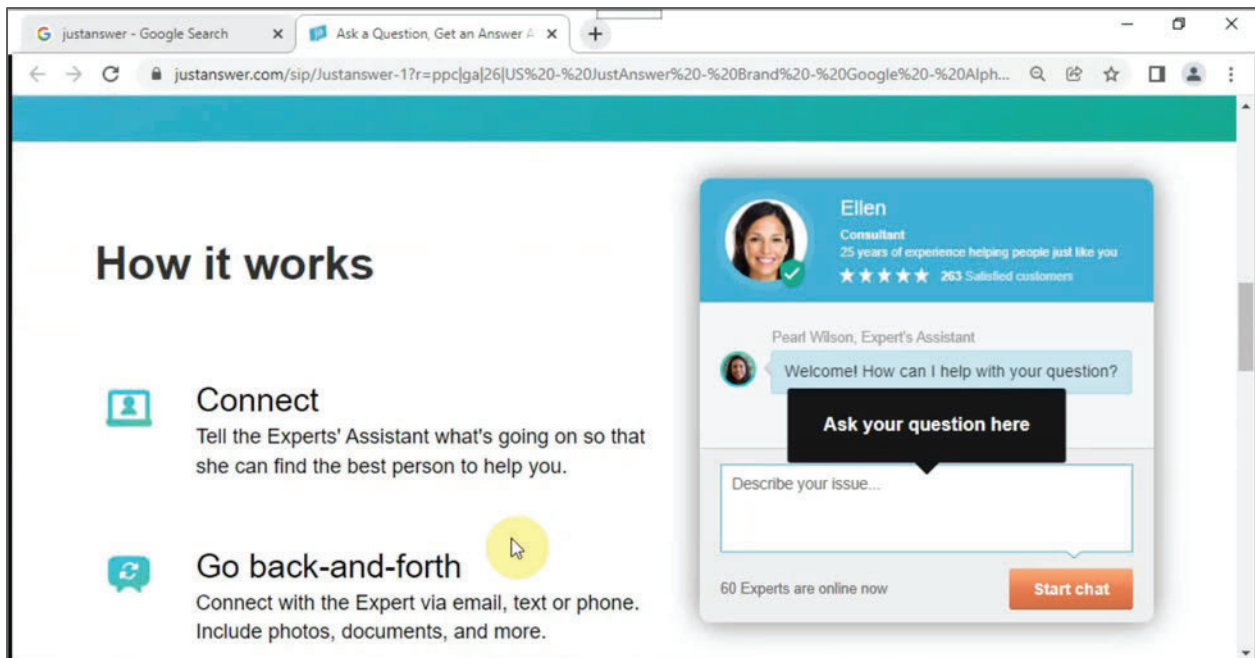 justanswer - Google Search
Ask a Question, Get an Answer A
justanswer.com/sip/Justanswer-1?r=ppc|ga|26|US%20-%20JustAnswer%20-%20Brand%20-%20Google%20-%20Alph...
How it works
Connect
Tell the Experts' Assistant what's going on so that
she can find the best person to help you.
Go back-and-forth
Connect with the Expert via email, text or phone.
Include photos, documents, and more.
Ellen
Consultant
25 years of experience helping people just like you
263 Satisfied customers
Pearl Wilson, Expert's Assistant
Welcome! How can I help with your question?
Ask your question here
Describe your issue...
60 Experts are online now
Start chat